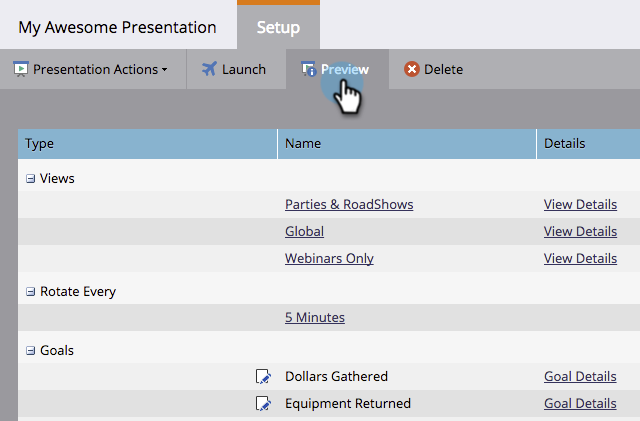 My Awesome Presentation Setup
Presentation Actions Launch Preview Delete
Type Name Details
Views
Parties & RoadShows View Details
Global View Details
Webinars Only View Details
Rotate Every
5 Minutes
Goals
Dollars Gathered Goal Details
Equipment Returned Goal Details